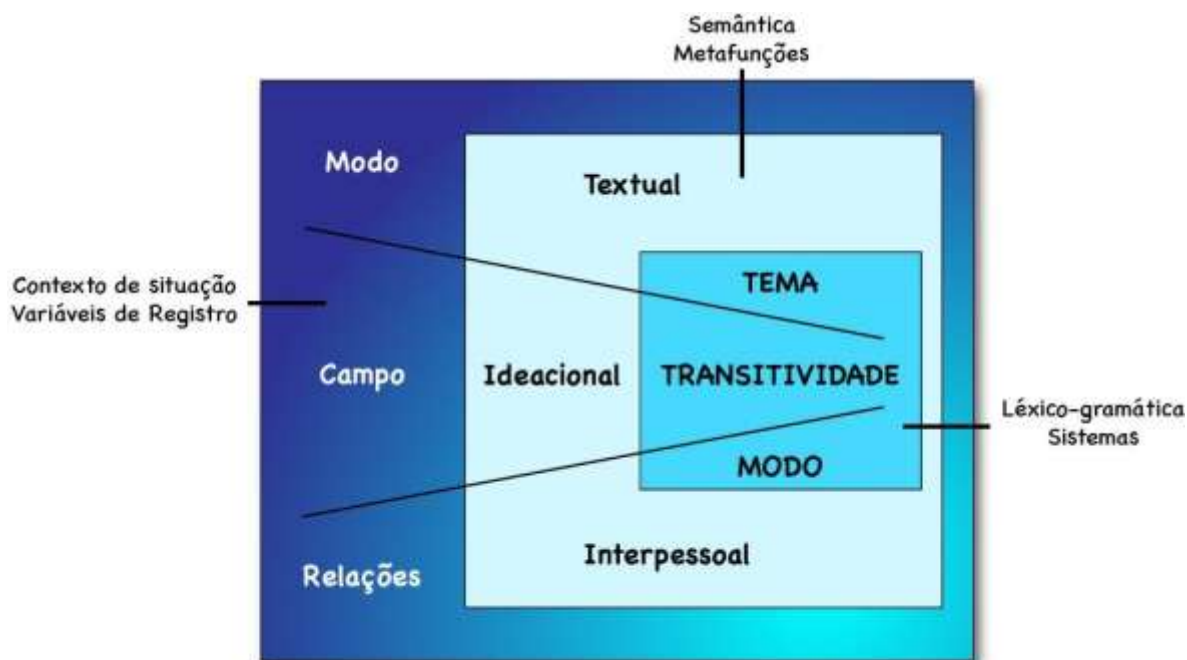 Semântica
Metafunções
Modo
Textual
Contexto de situação
Variáveis de Registro
TEMA
Campo
Ideacional
TRANSITIVIDADE
Léxico-gramática
Sistemas
MODO
Interpessoal
Relações